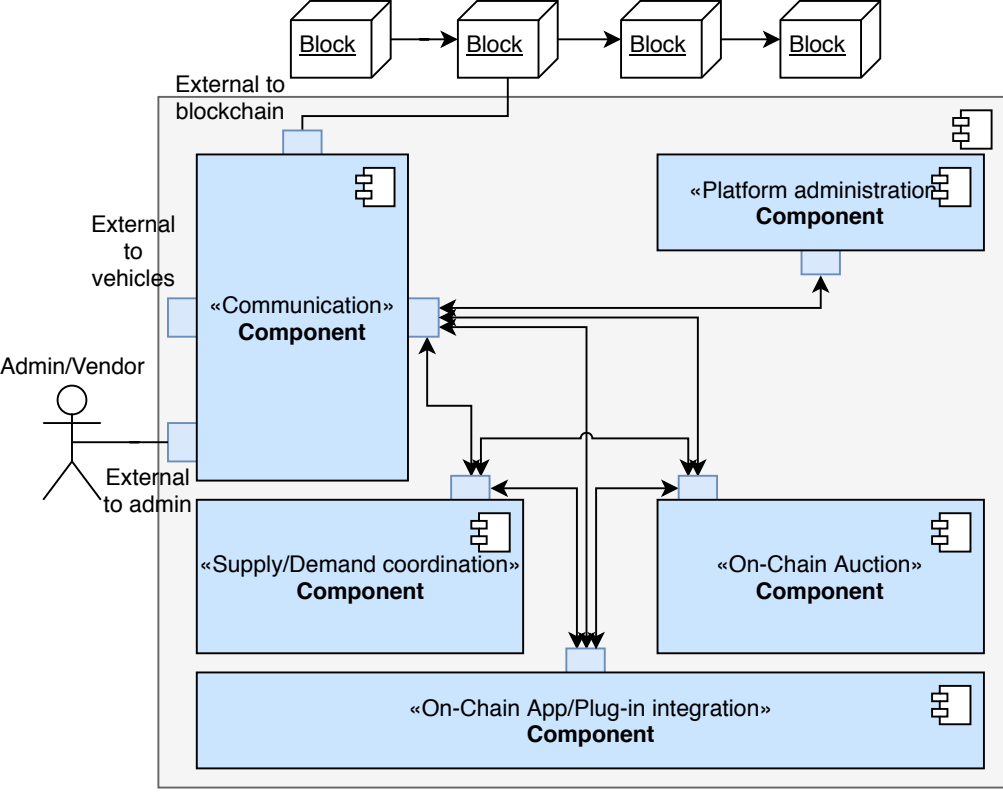 Block
Block
Block
Block
External to
blockchain
«Platform administration
Component
External
to
vehicles
«Communication»
Component
Admin/Vendor
External
to admin
«Supply/Demand coordination»
Component
«On-Chain Auction»
Component
«On-Chain App/Plug-in integration»
Component